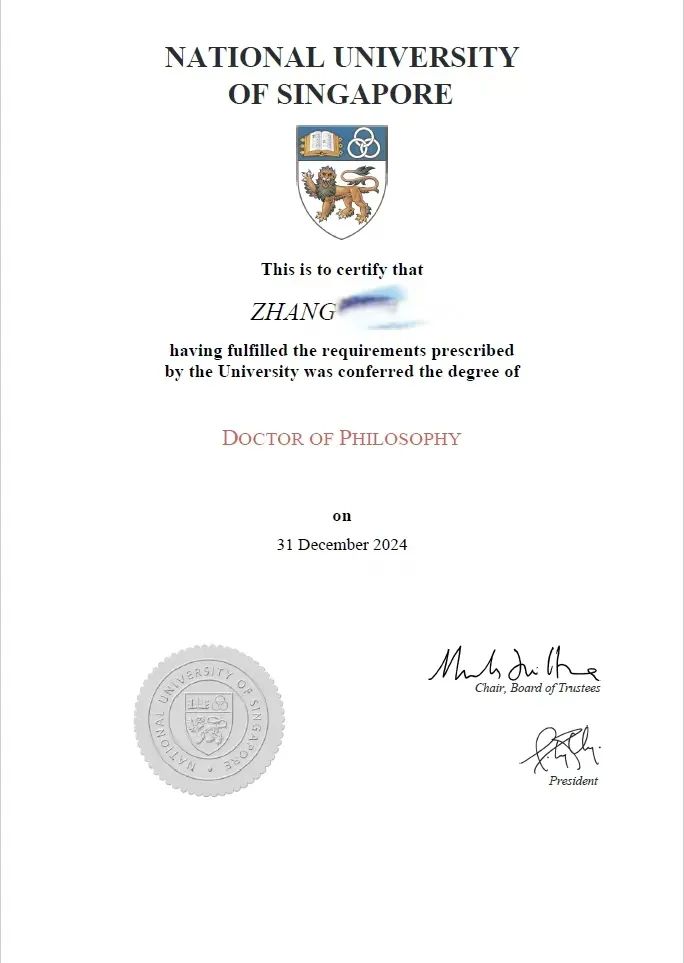 NATIONAL UNIVERSITY
OF SINGAPORE
This is to certify that
ZHANG
having fulfilled the requirements prescribed
by the University was conferred the degree of
DOCTOR OF PHILOSOPHY
on
31 December 2024
NATIONAL UNIVERSITY OF SINGAPORE
Chair, Board of Trustees
President